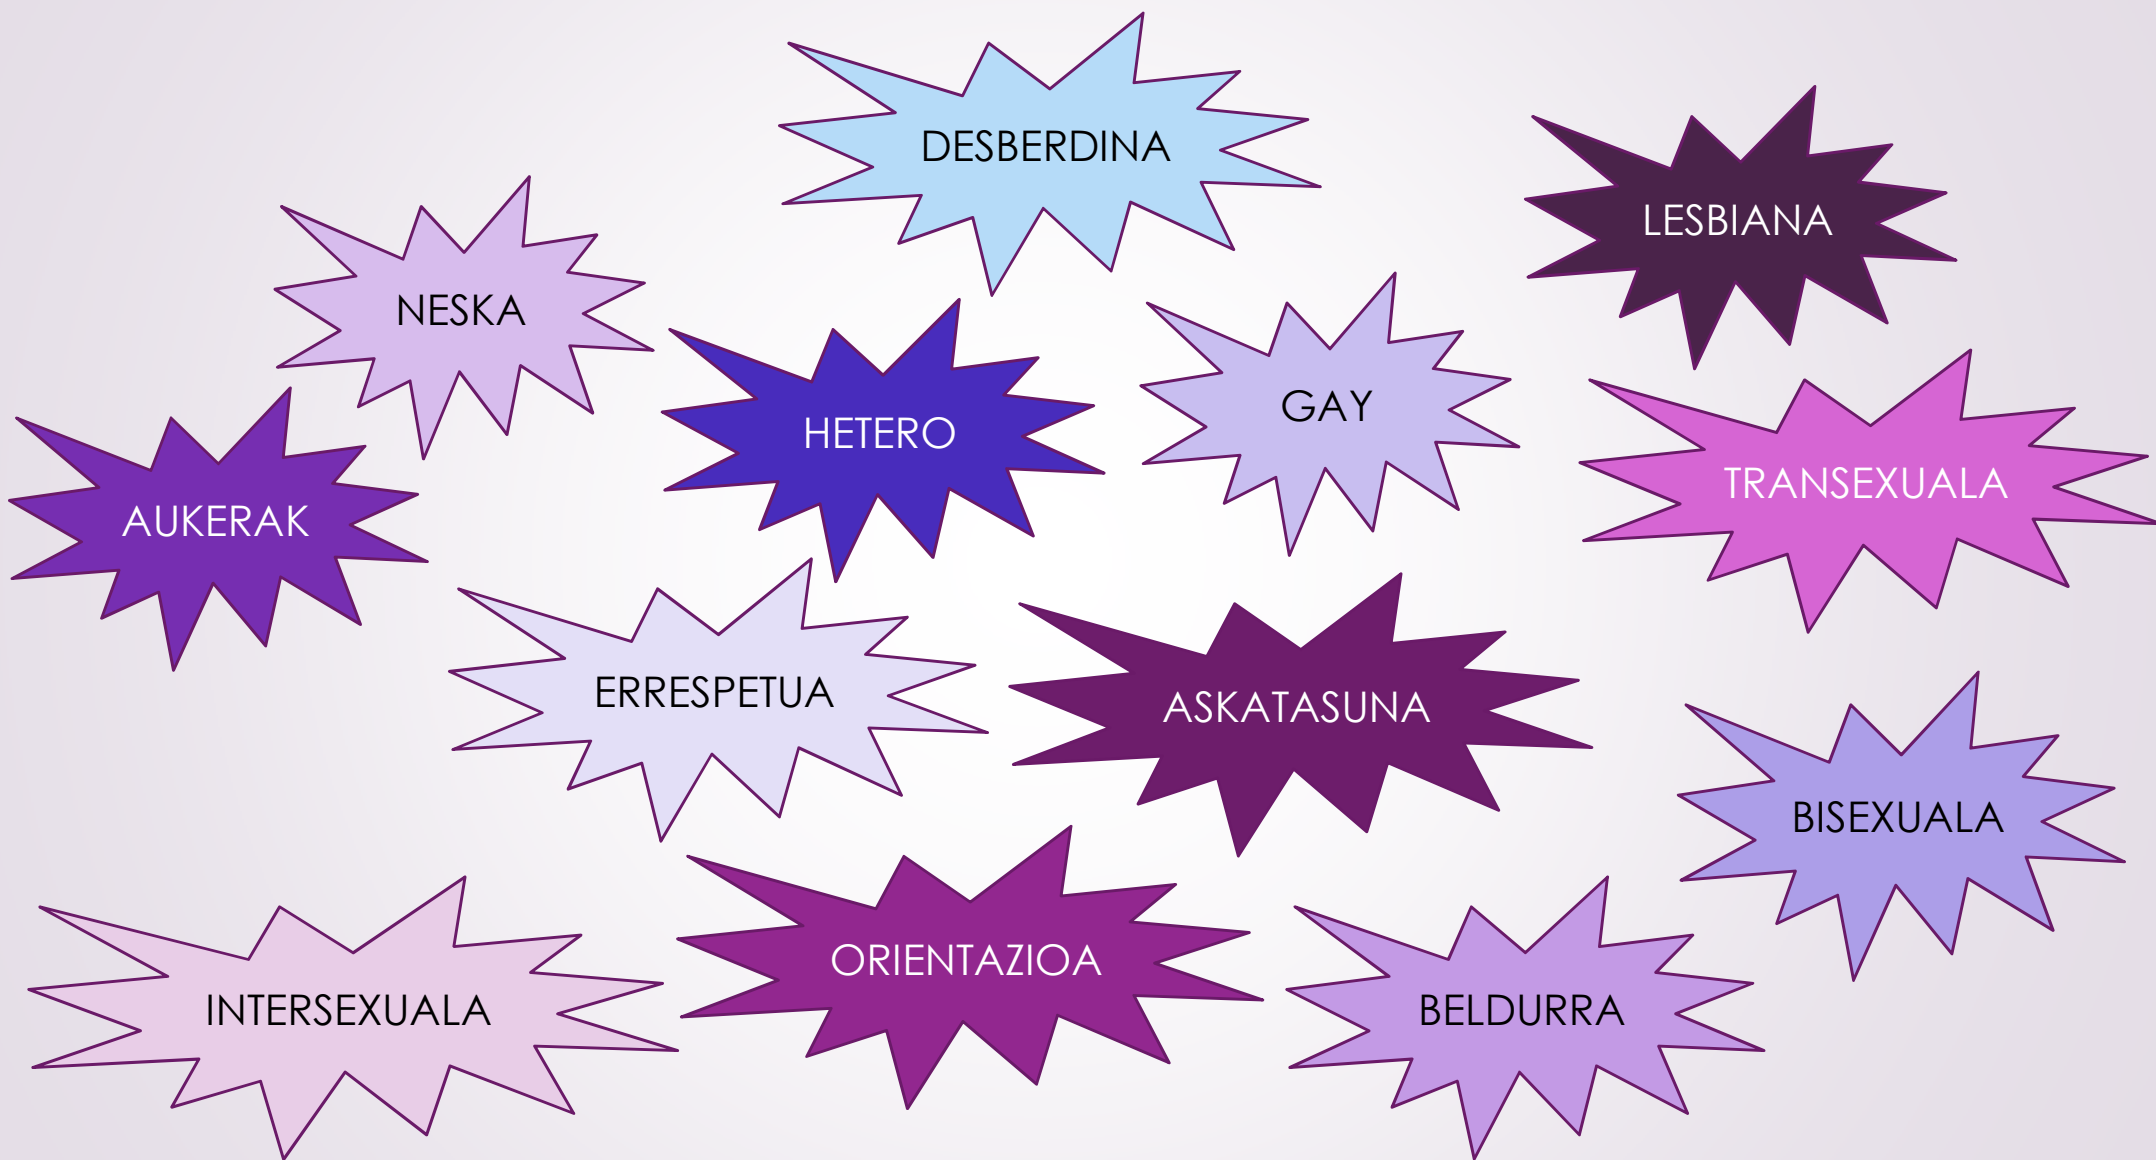 DESBERDINA
LESBIANA
NESKA
GAY
HETERO
TRANSEXUALA
AUKERAK
ERRESPETUA
ASKATASUNA
BISEXUALA
ORIENTAZIOA
INTERSEXUALA
BELDURRA